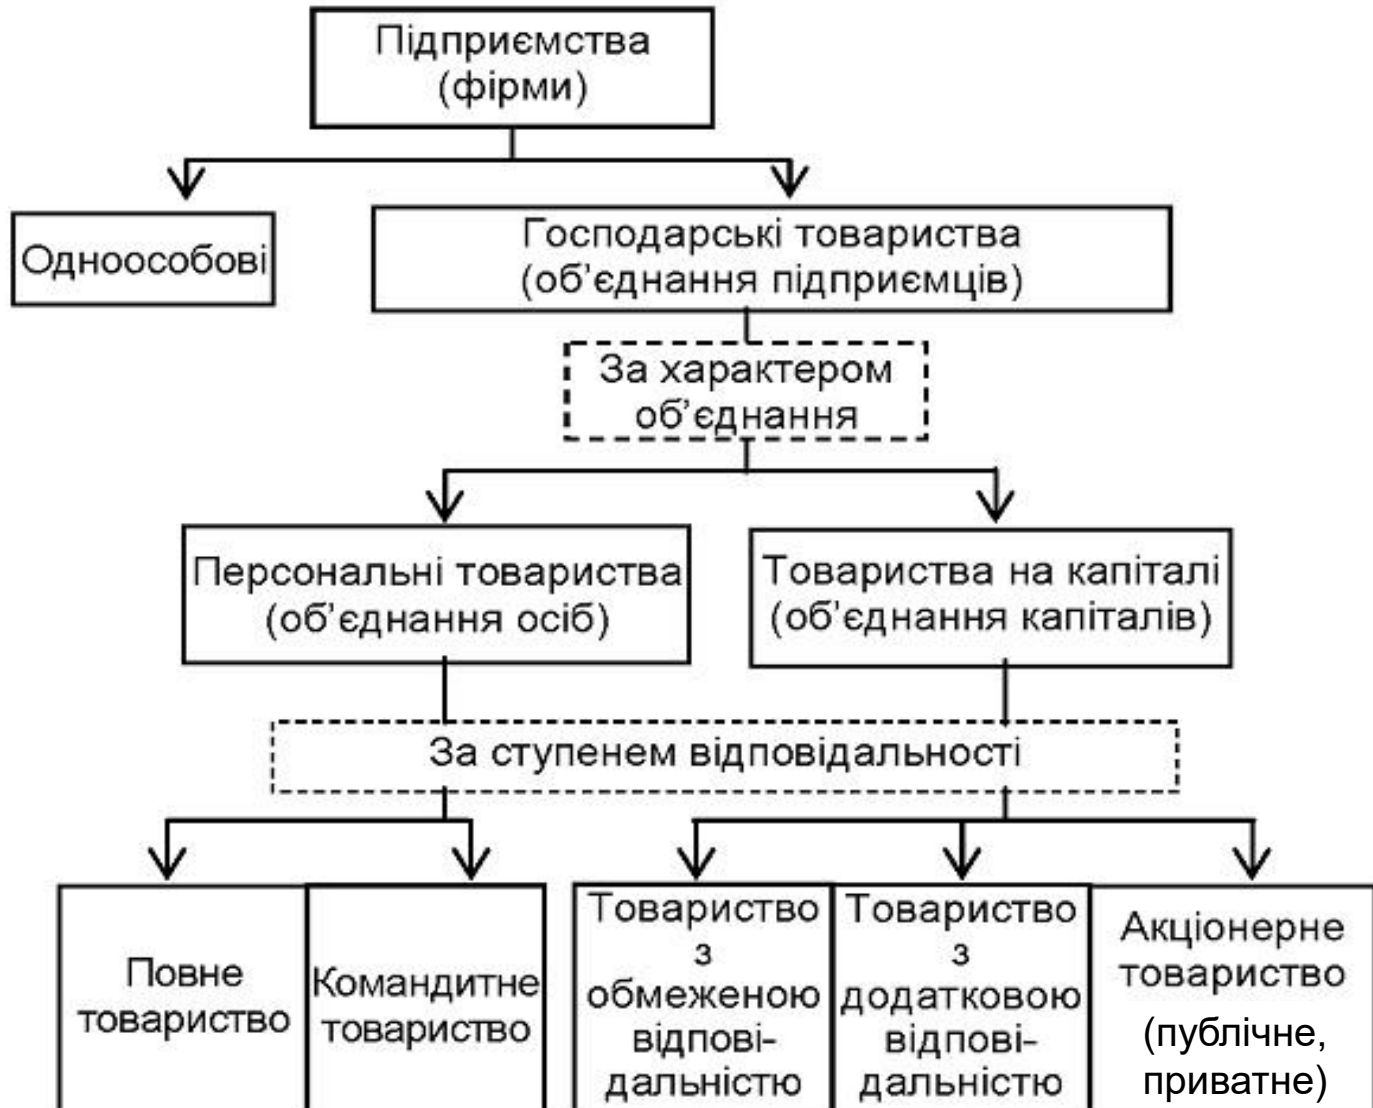 Підприємства
(фірми)
Одноособові
Господарські товариства
(об’єднання підприємців)
За характером
об’єднання
Персональні товариства
(об’єднання осіб)
Товариства на капіталі
(об’єднання капіталів)
За ступенем відповідальності
Повне
товариство
Командитне
товариство
Товариство
з
обмеженою
відпові-
дальністю
Товариство
з
додатковою
відпові-
дальністю
Акціонерне
товариство
(публічне,
приватне)